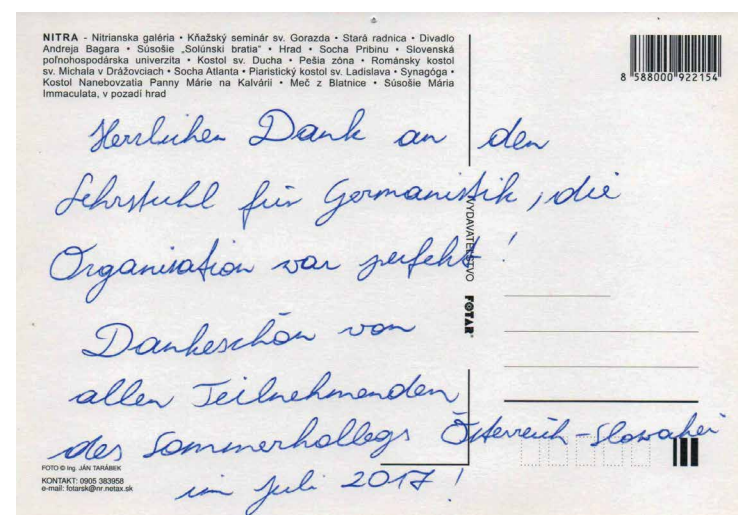 NITRA - Nitrianska galéria • Kňažský seminár sv. Gorazda • Stará radnica • Divadlo
Andreja Bagara • Súsošie „Solúnski bratia" • Hrad • Socha Pribinu • Slovenská
poľnohospodárska univerzita • Kostol sv. Ducha • Pešia zóna • Románsky kostol
sv. Michala v Drážovciach • Socha Atlanta • Piaristický kostol sv. Ladislava • Synagóga •
Kostol Nanebovzatia Panny Márie na Kalvárii • Meč z Blatnice • Súsošie Mária
Immaculata, v pozadí hrad
8 588000 922154
Herzlichen Dank an den
Lehrstuhl für Germanistik, die
Organisation war perfekt!
Dankeschön von
allen Teilnehmenden
des Sommerkollegs Österreich-Slowakei
im Juli 2017!
VYDAVATEĽSTVO FOTAR
FOTO © Ing. JÁN TARÁBEK
KONTAKT: 0905 383958
e-mail: fotarsk@nr.netax.sk